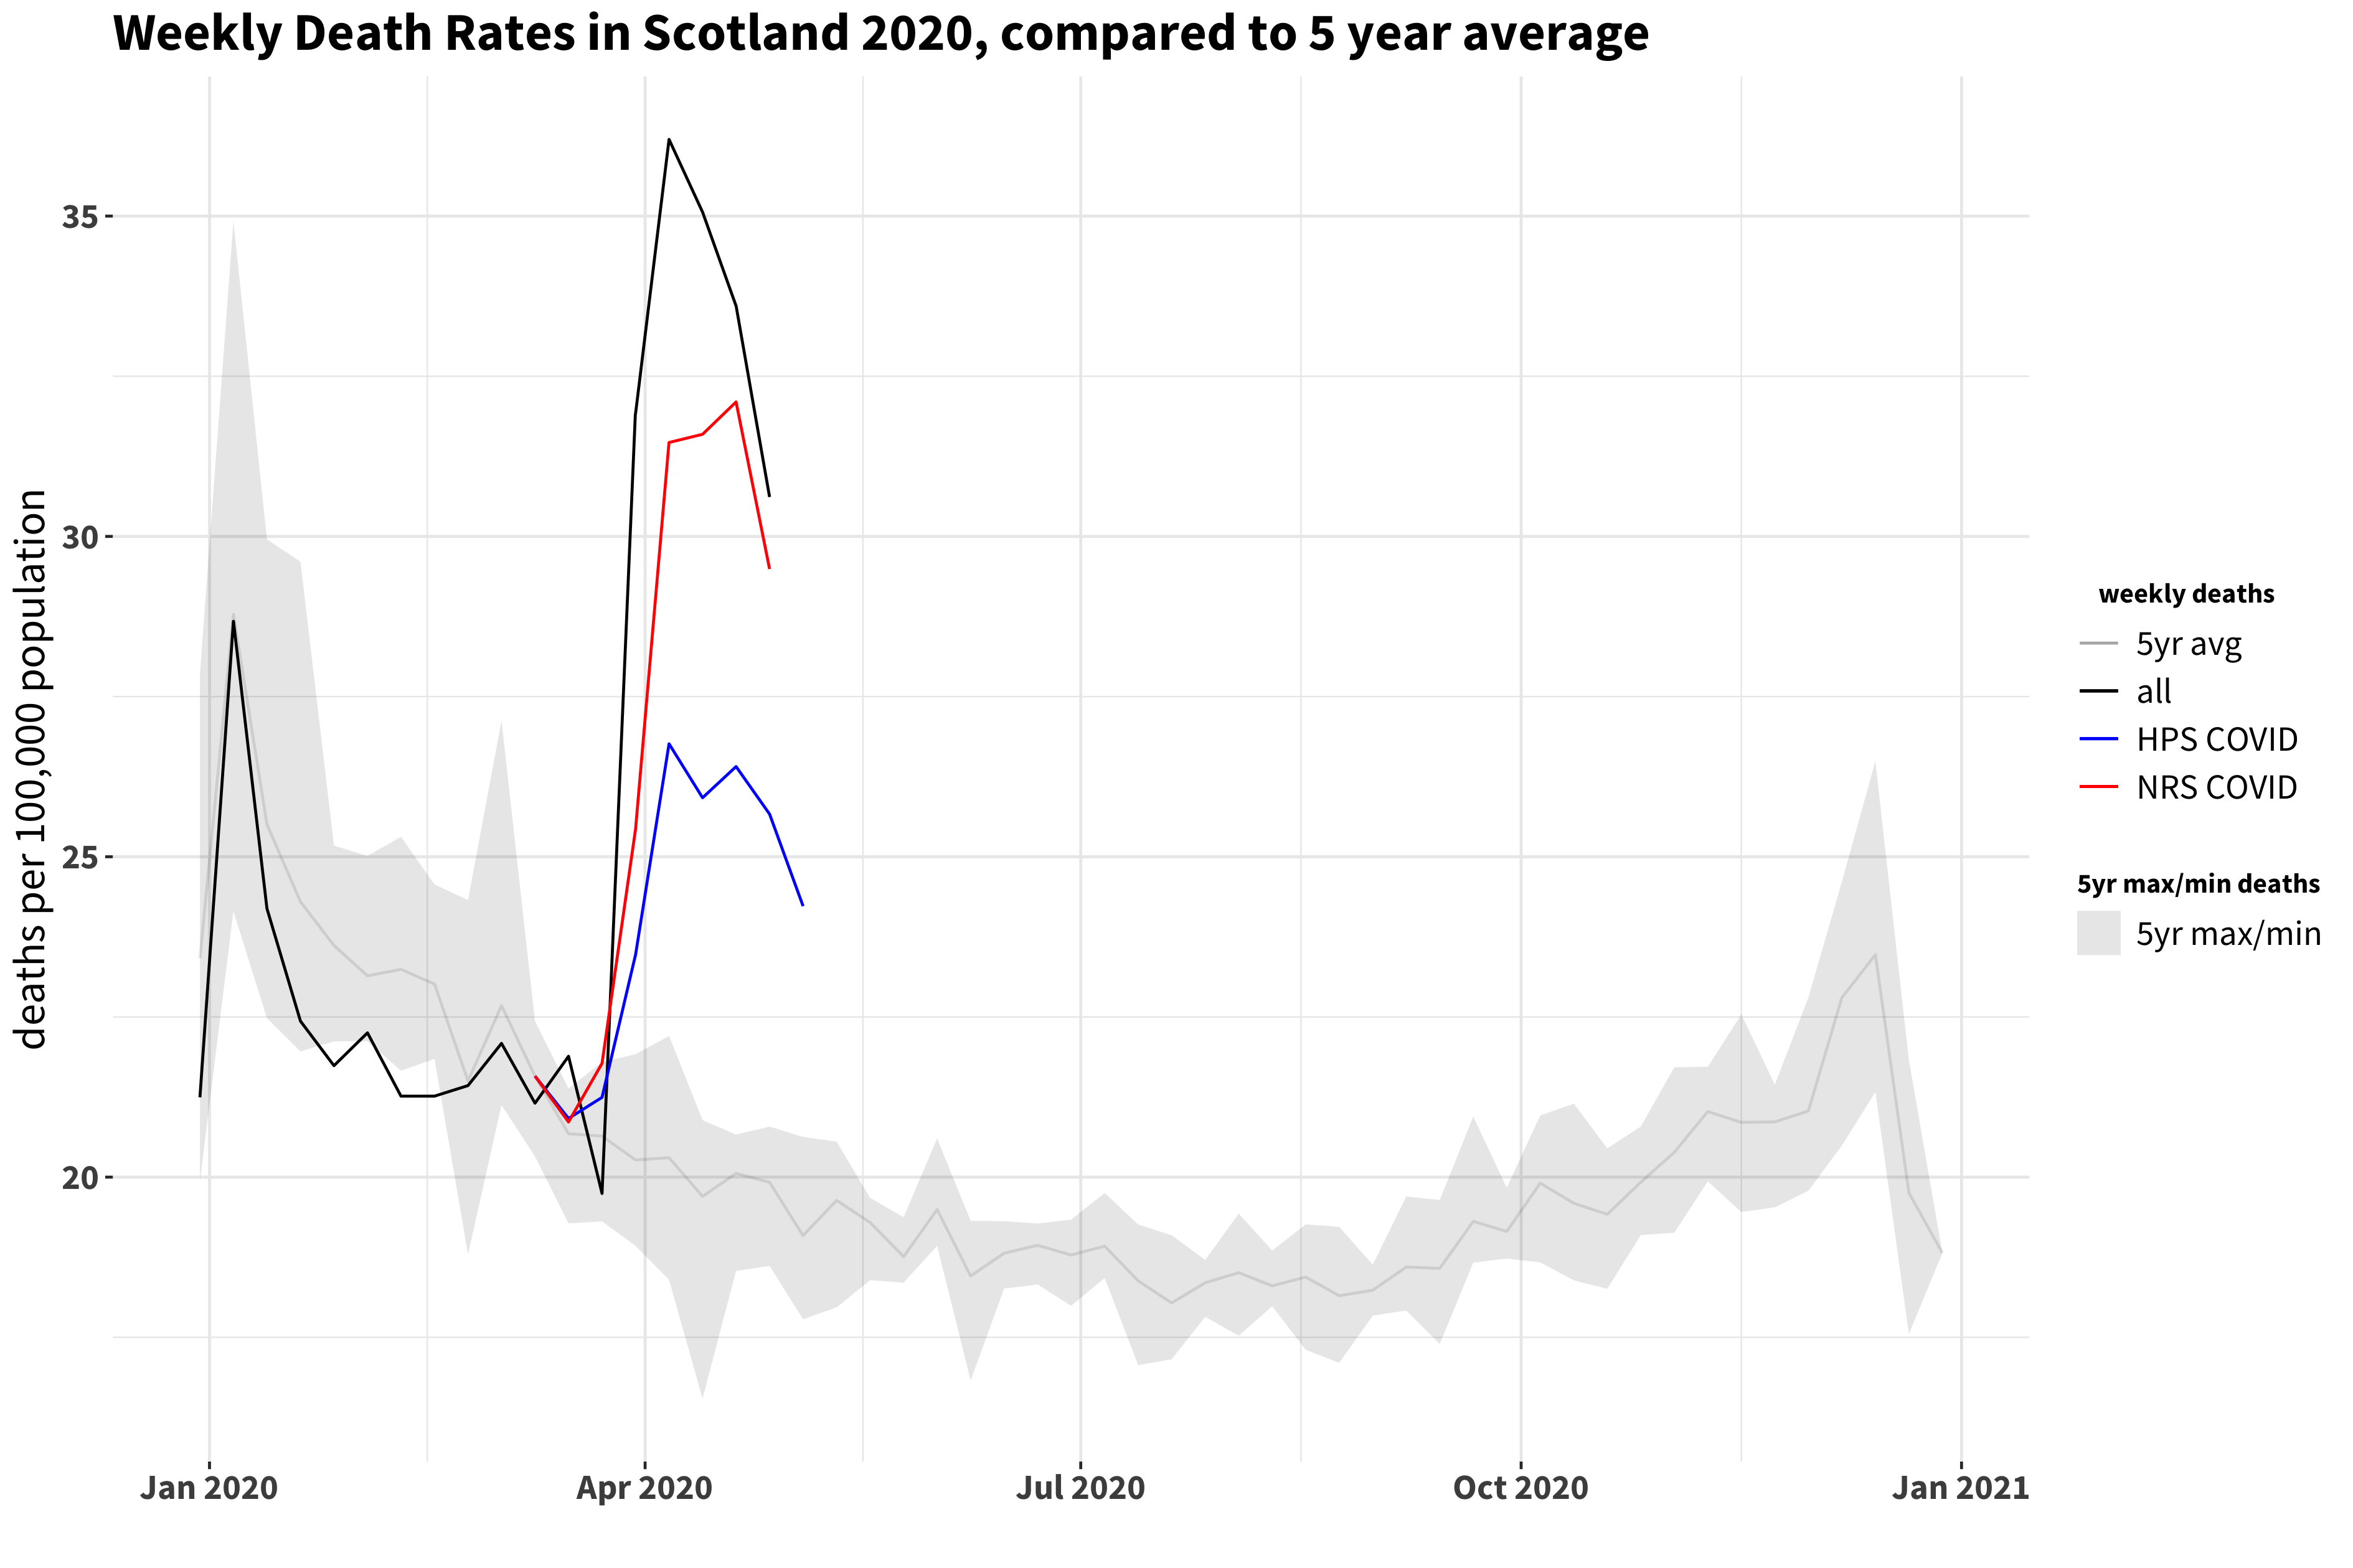 Weekly Death Rates in Scotland 2020, compared to 5 year average
deaths per 100,000 population
35
30
25
20
Jan 2020
Apr 2020
Jul 2020
Oct 2020
Jan 2021
weekly deaths
5yr avg
all
HPS COVID
NRS COVID
5yr max/min deaths
5yr max/min